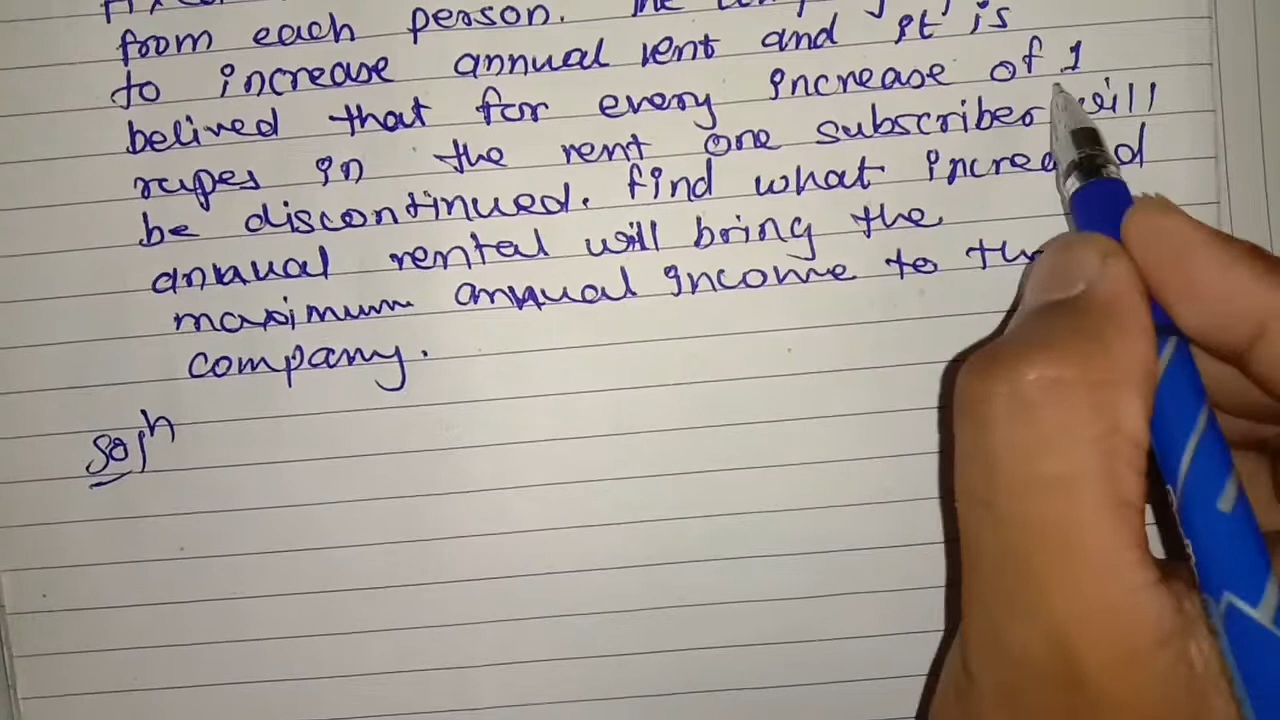 from each person. The
to increase annual rent and it is
belived that for every increase of 1
rupes in the rent one subscriber will
be discontinued. find what increased
annual rental will bring the
maximum annual income to the
company.
Soln